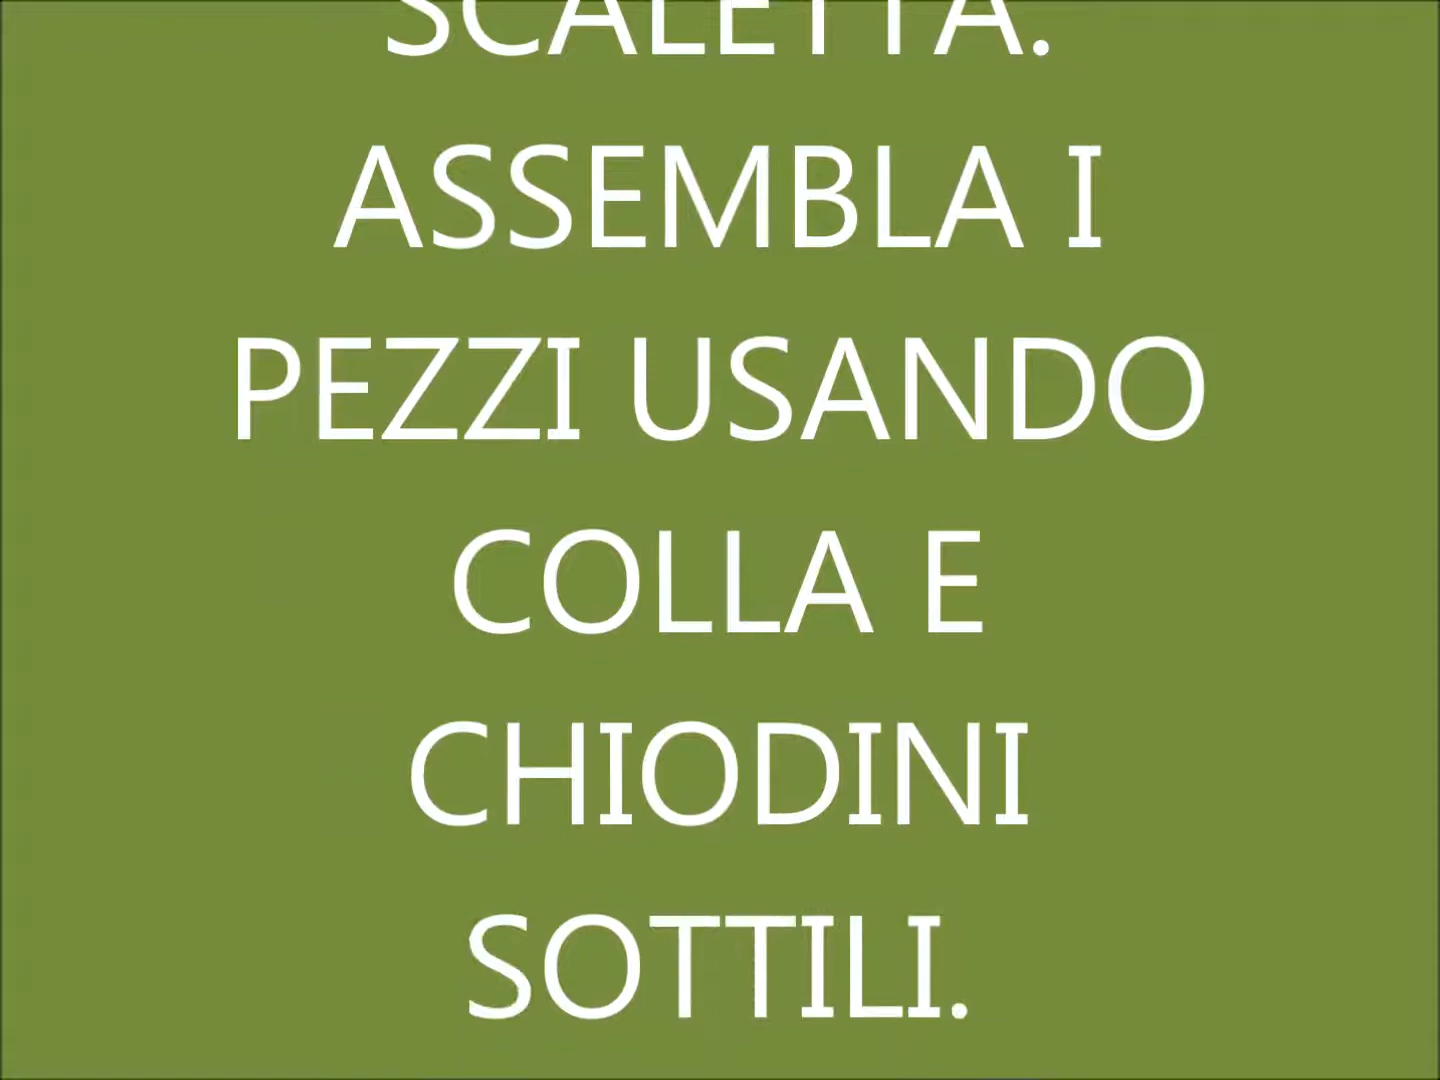 SCALETTA.
ASSEMBLA I
PEZZI USANDO
COLLA E
CHIODINI
SOTTILI.